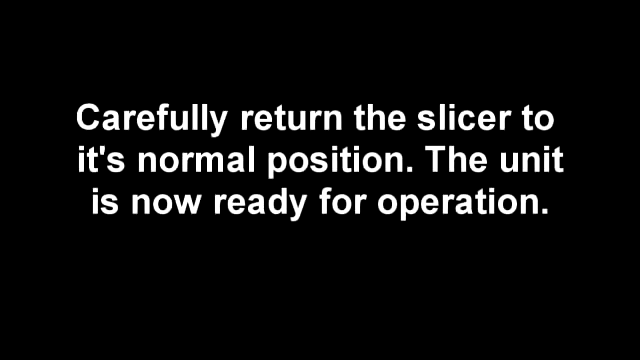 Carefully return the slicer to
it's normal position. The unit
is now ready for operation.